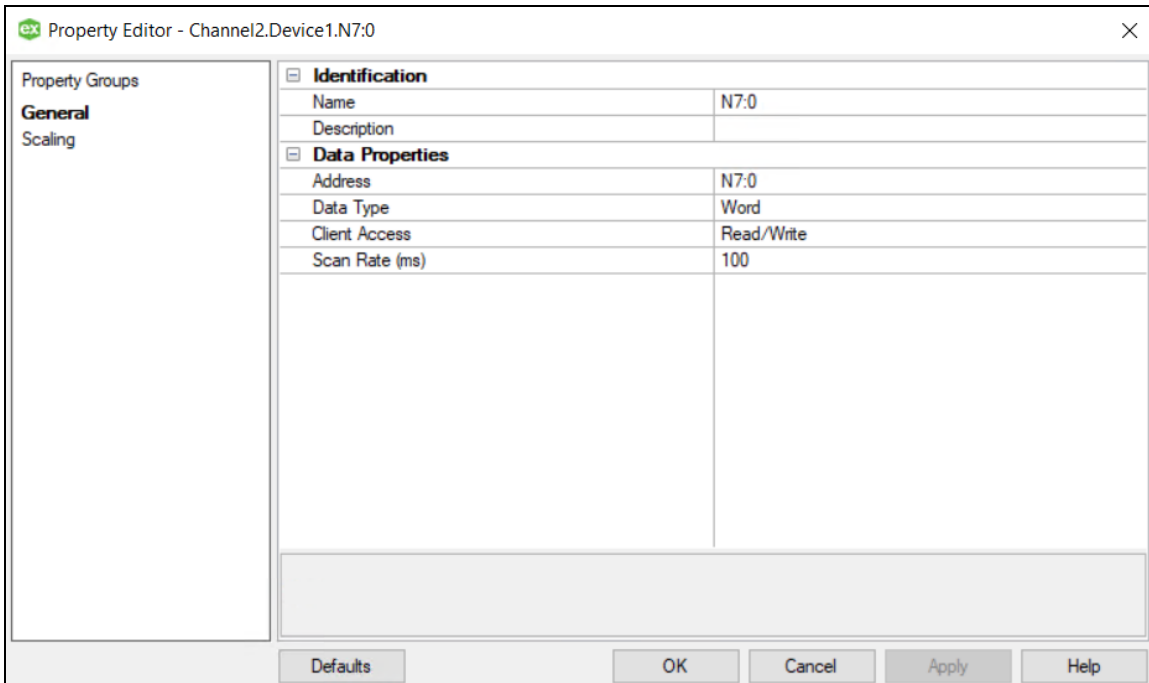 ex Property Editor - Channel2.Device1.N7:0
Property Groups
General
Scaling
Identification
Name N7:0
Description
Data Properties
Address N7:0
Data Type Word
Client Access Read/Write
Scan Rate (ms) 100
Defaults OK Cancel Apply Help